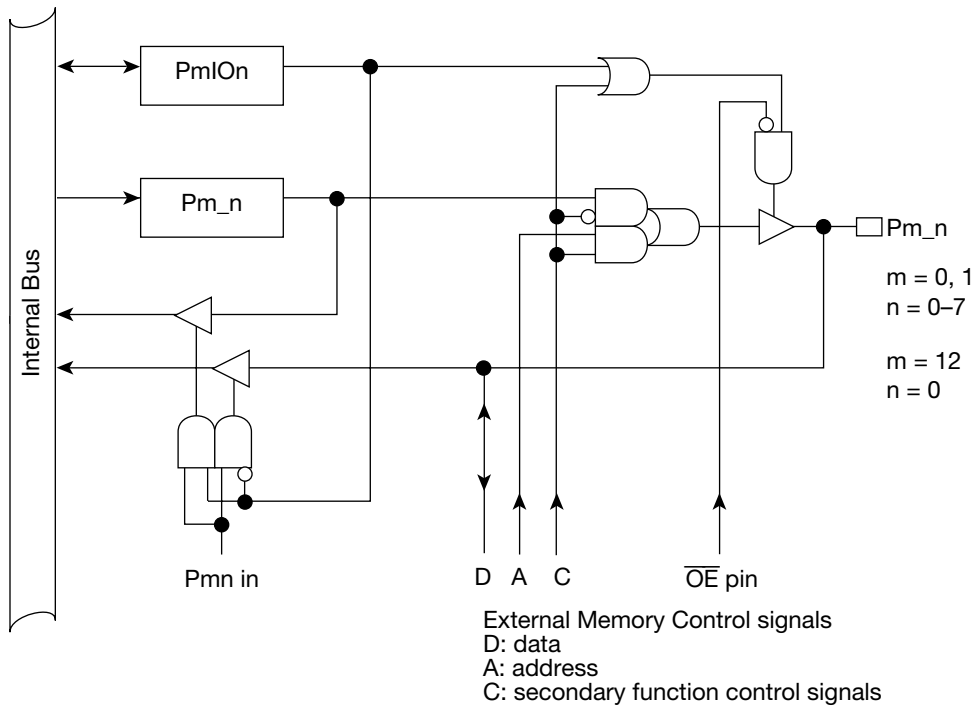 PmIOn
Pm_n
Internal Bus
Pm_n
m = 0, 1
n = 0–7
m = 12
n = 0
Pmn in
D
A
C
OE pin
External Memory Control signals
D: data
A: address
C: secondary function control signals